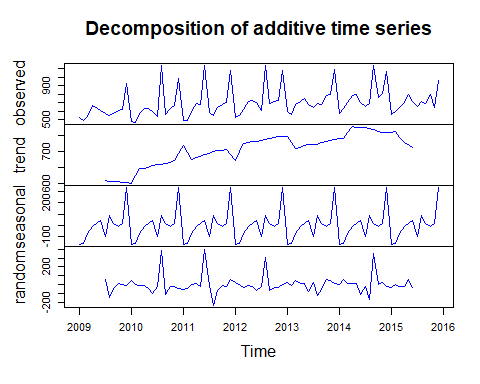 Decomposition of additive time series
observed
500
900
trend
600
700
seasonal
-100
200
random
-200
200
2009 2010 2011 2012 2013 2014 2015 2016
Time